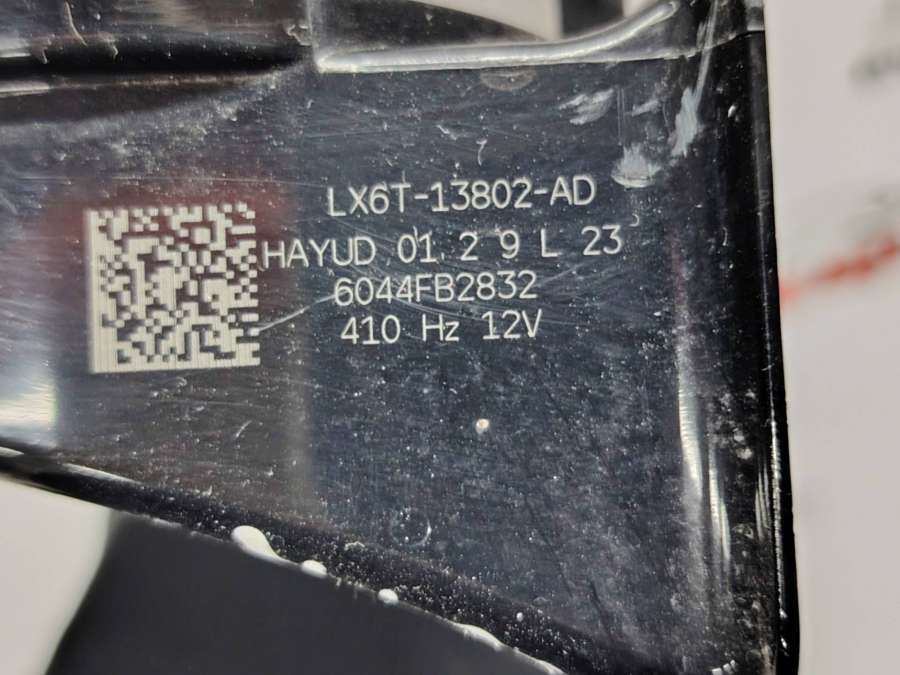 LX6T-13802-AD
HAYUD 01 2 9 L 23
6044FB2832
410 Hz 12V